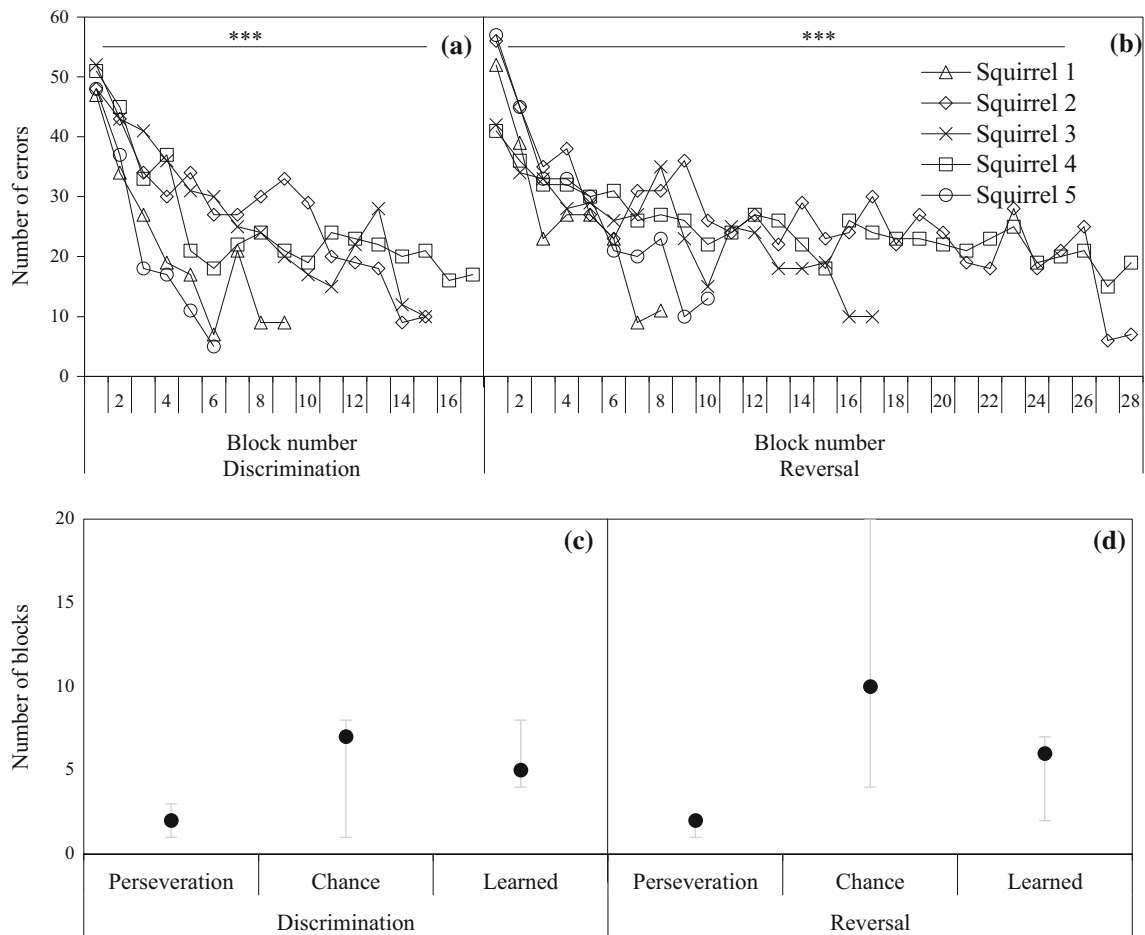 60
50
40
30
20
10
0
Number of errors
***
(a)
***
(b)
Squirrel 1
Squirrel 2
Squirrel 3
Squirrel 4
Squirrel 5
2 4 6 8 10 12 14 16
2 4 6 8 10 12 14 16 18 20 22 24 26 28
Block number
Discrimination
Block number
Reversal
20
15
10
5
0
Number of blocks
(c)
(d)
Perseveration Chance Learned
Perseveration Chance Learned
Discrimination
Reversal